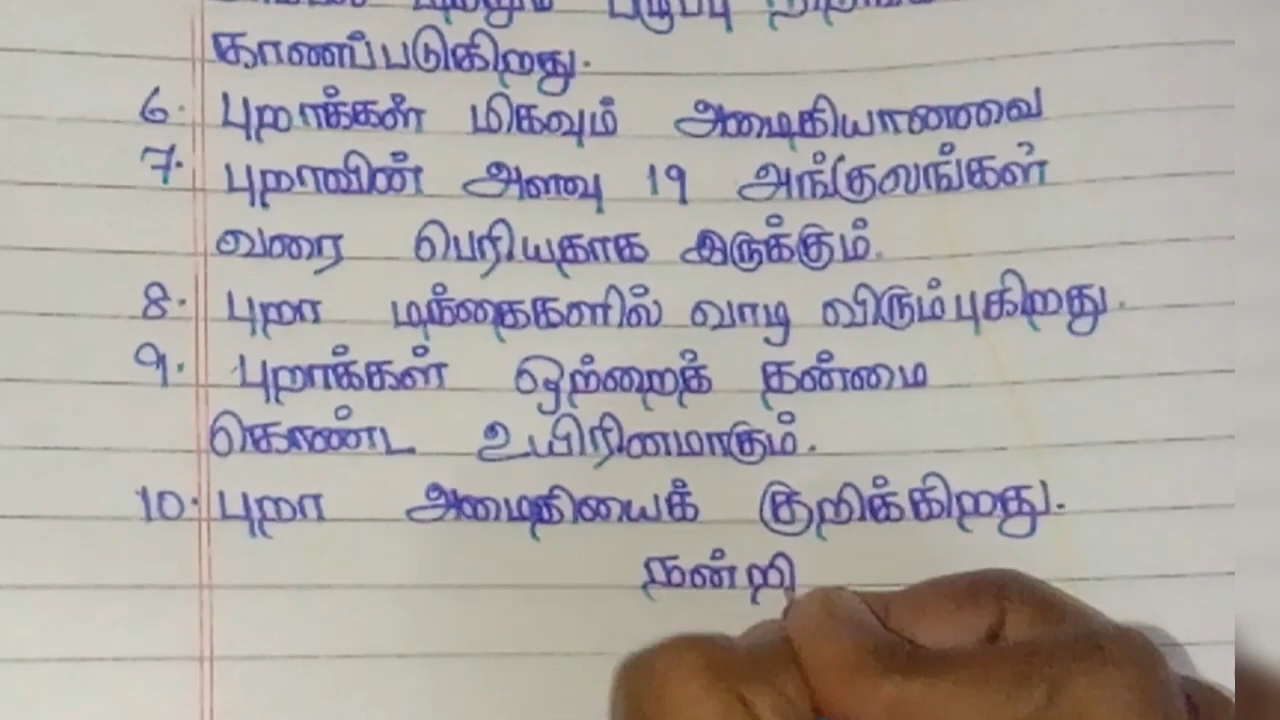 காணப்படுகிறது.
6. புறாக்கள் மிகவும் அமைதியானவை
7. புறாவின் அளவு 19 அங்குலங்கள்
வரை பெரியதாக இருக்கும்.
8. புறா மந்தைகளில் வாழ விரும்புகிறது.
9. புறாக்கள் ஒற்றைத் தன்மை
கொண்ட உயிரினமாகும்.
10. புறா அமைதியைக் குறிக்கிறது.
நன்றி